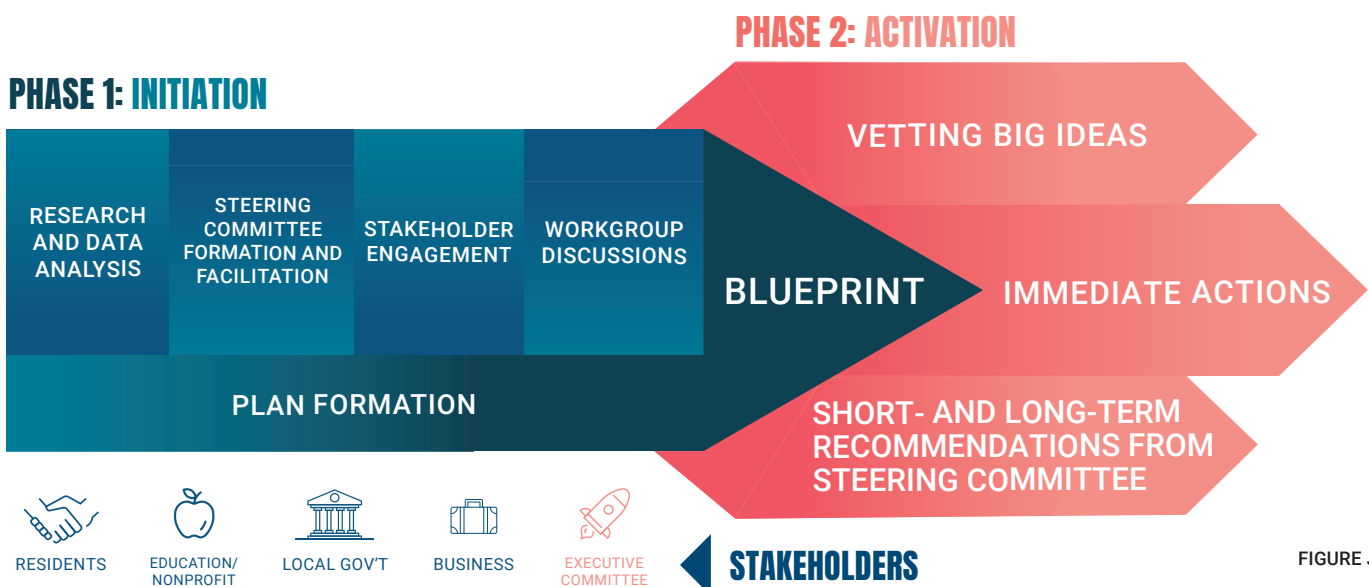 PHASE 2: ACTIVATION
PHASE 1: INITIATION
RESEARCH
AND DATA
ANALYSIS
STEERING
COMMITTEE
FORMATION AND
FACILITATION
STAKEHOLDER
ENGAGEMENT
WORKGROUP
DISCUSSIONS
PLAN FORMATION
BLUEPRINT
VETTING BIG IDEAS
IMMEDIATE ACTIONS
SHORT- AND LONG-TERM
RECOMMENDATIONS FROM
STEERING COMMITTEE
RESIDENTS
EDUCATION/
NONPROFIT
LOCAL GOV'T
BUSINESS
EXECUTIVE
COMMITTEE
STAKEHOLDERS
FIGURE